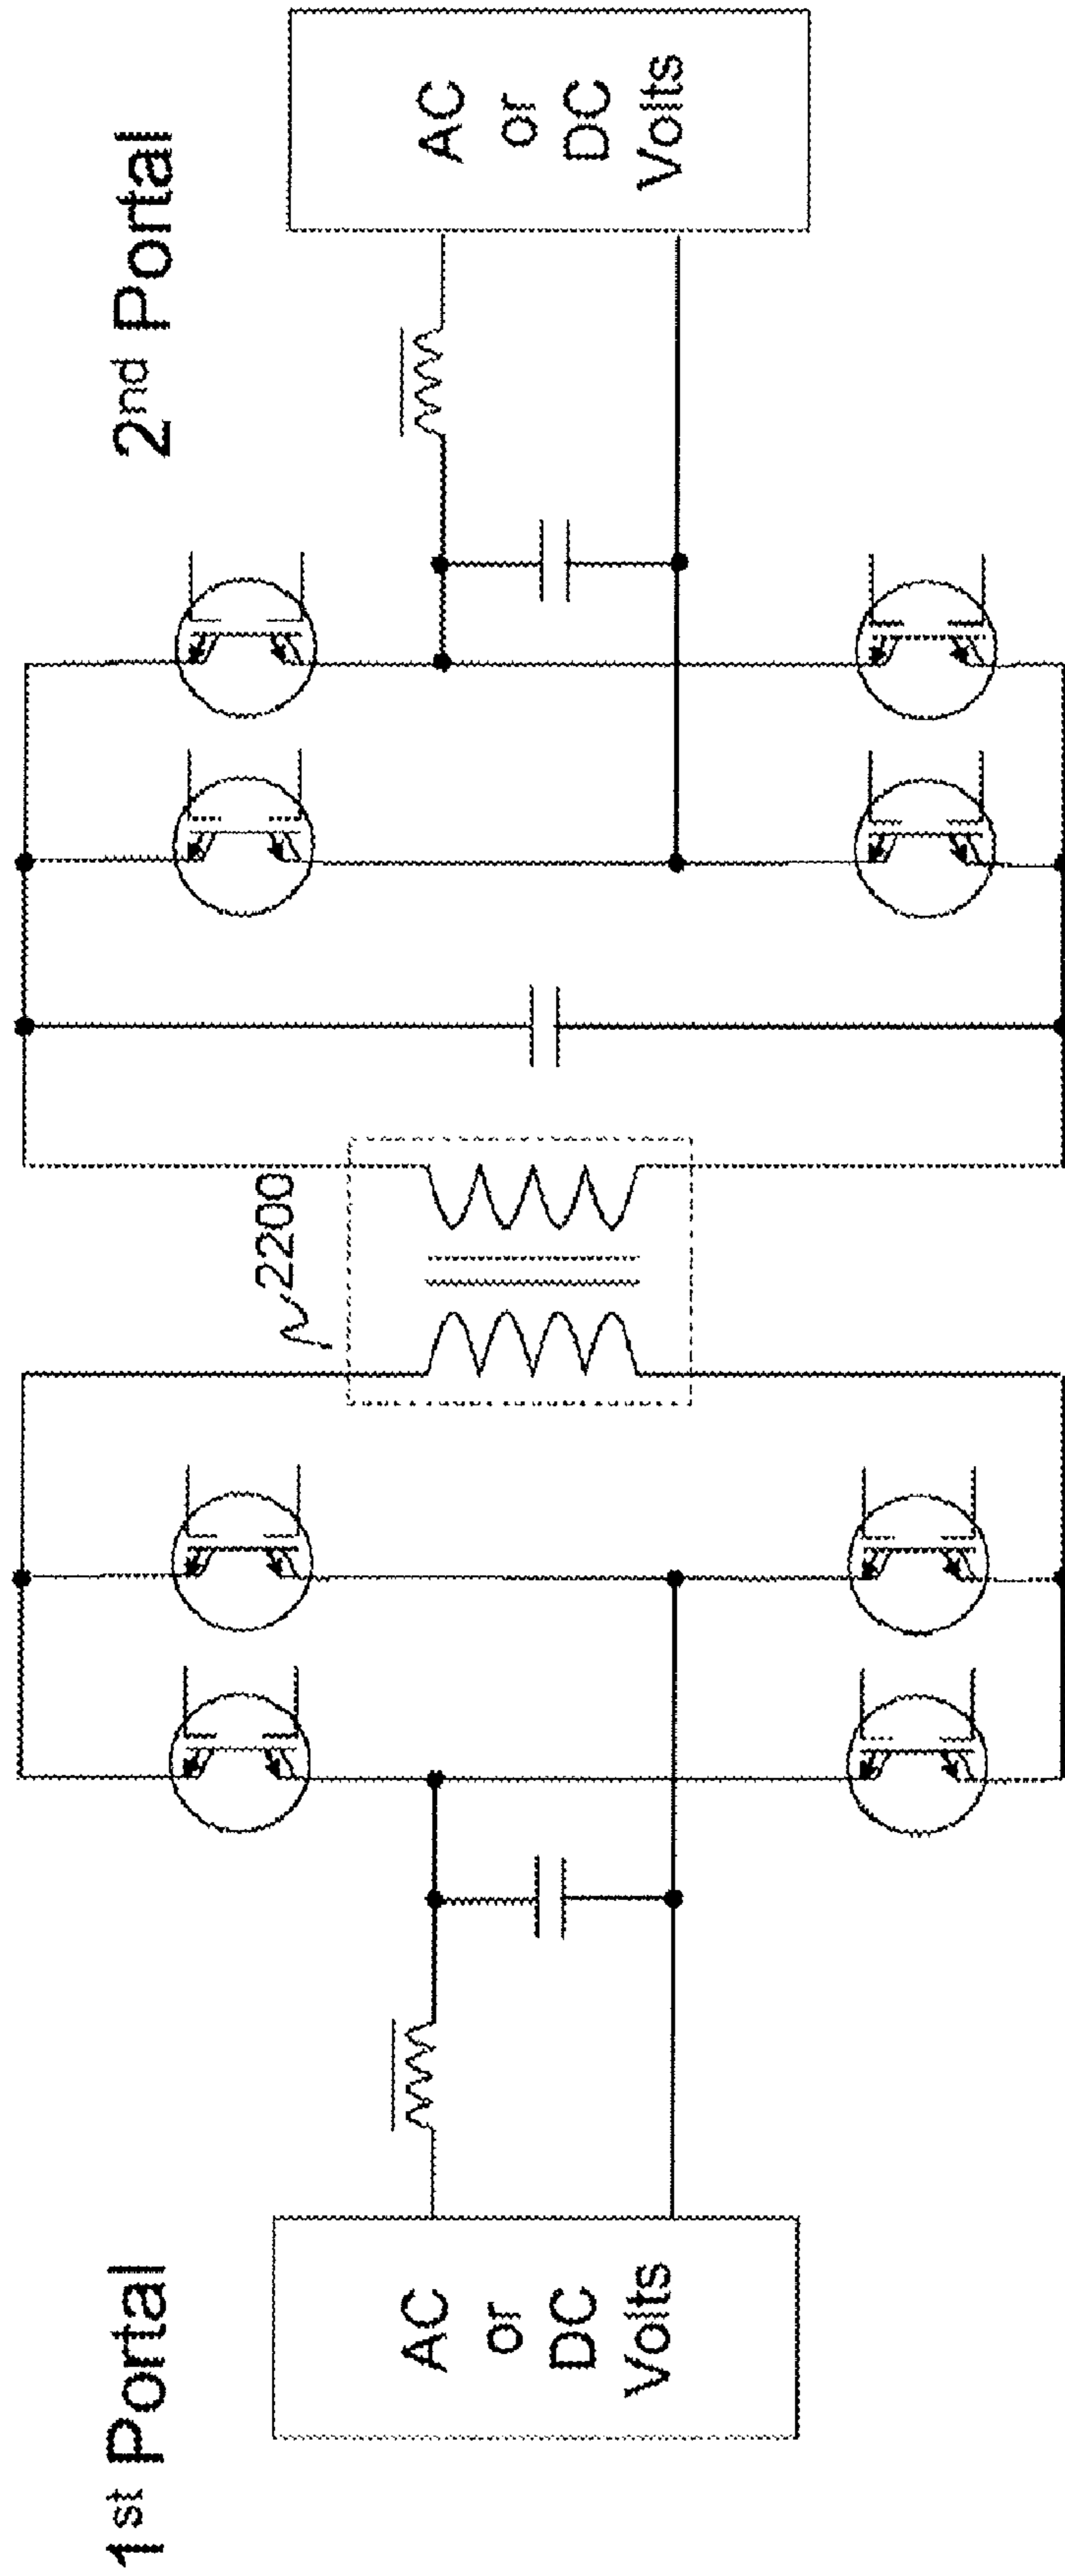 1st Portal
AC
or
DC
Volts
2200
2nd Portal
AC
or
DC
Volts